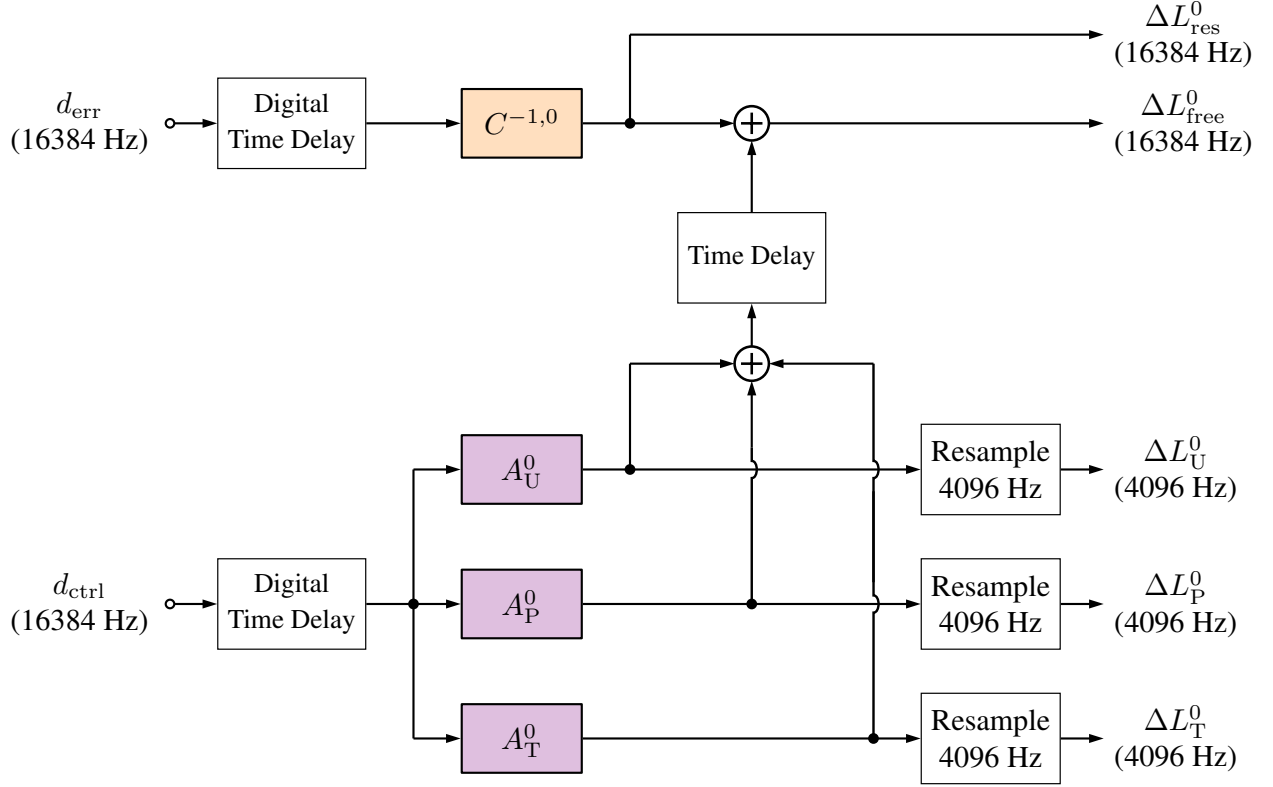 ΔL⁰_res
(16384 Hz)
d_err
(16384 Hz)
Digital
Time Delay
C^{−1,0}
+
ΔL⁰_free
(16384 Hz)
Time Delay
+
A⁰_U
Resample
4096 Hz
ΔL⁰_U
(4096 Hz)
d_ctrl
(16384 Hz)
Digital
Time Delay
A⁰_P
Resample
4096 Hz
ΔL⁰_P
(4096 Hz)
A⁰_T
Resample
4096 Hz
ΔL⁰_T
(4096 Hz)